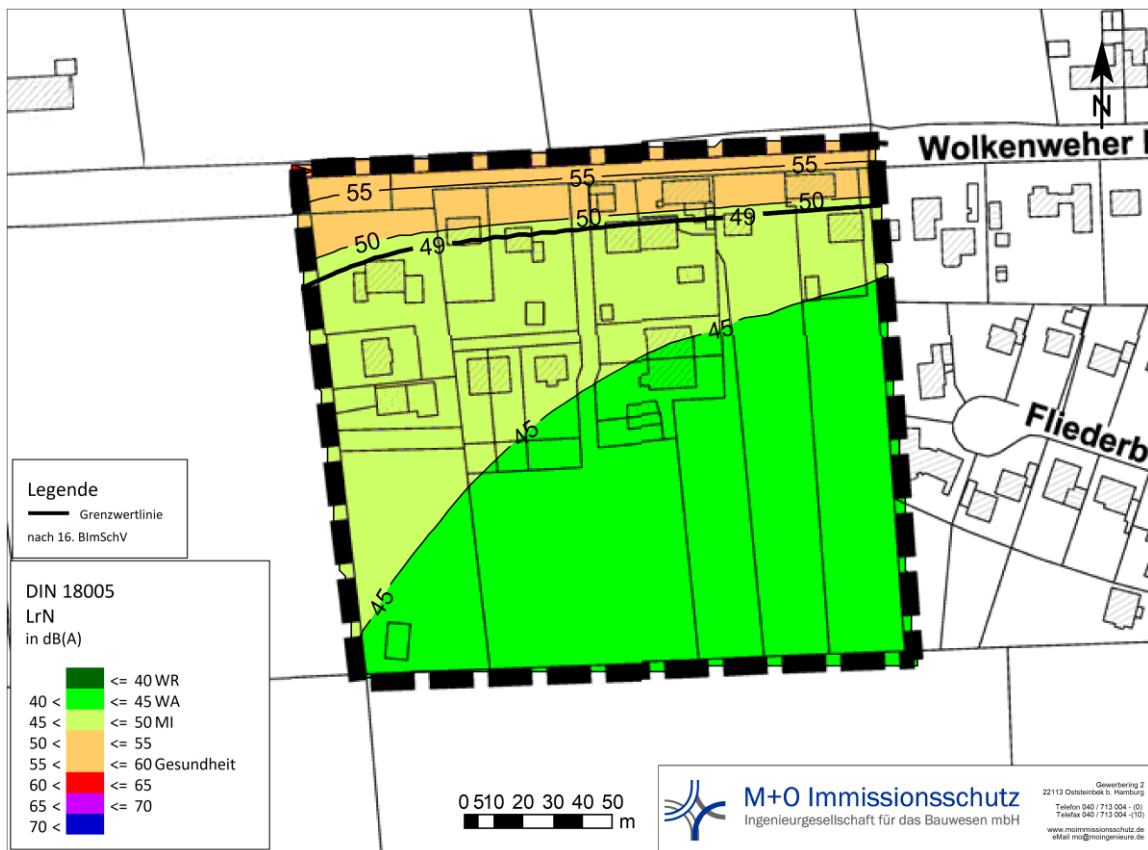 N
Wolkenweher
55
55
55
50
49
50
49
50
45
45
45
Fliederb
Legende
Grenzwertlinie
nach 16. BImSchV
DIN 18005
LrN
in dB(A)
<= 40 WR
40 < <= 45 WA
45 < <= 50 MI
50 < <= 55
55 < <= 60 Gesundheit
60 < <= 65
65 < <= 70
70 <
0 5 10 20 30 40 50
m
M+O Immissionsschutz
Ingenieurgesellschaft für das Bauwesen mbH
Gewerbering 2
22113 Oststeinbek b. Hamburg
Telefon 040 / 713 004 - (0)
Telefax 040 / 713 004 -(10)
www.moimmissionsschutz.de
eMail mo@moingenieure.de